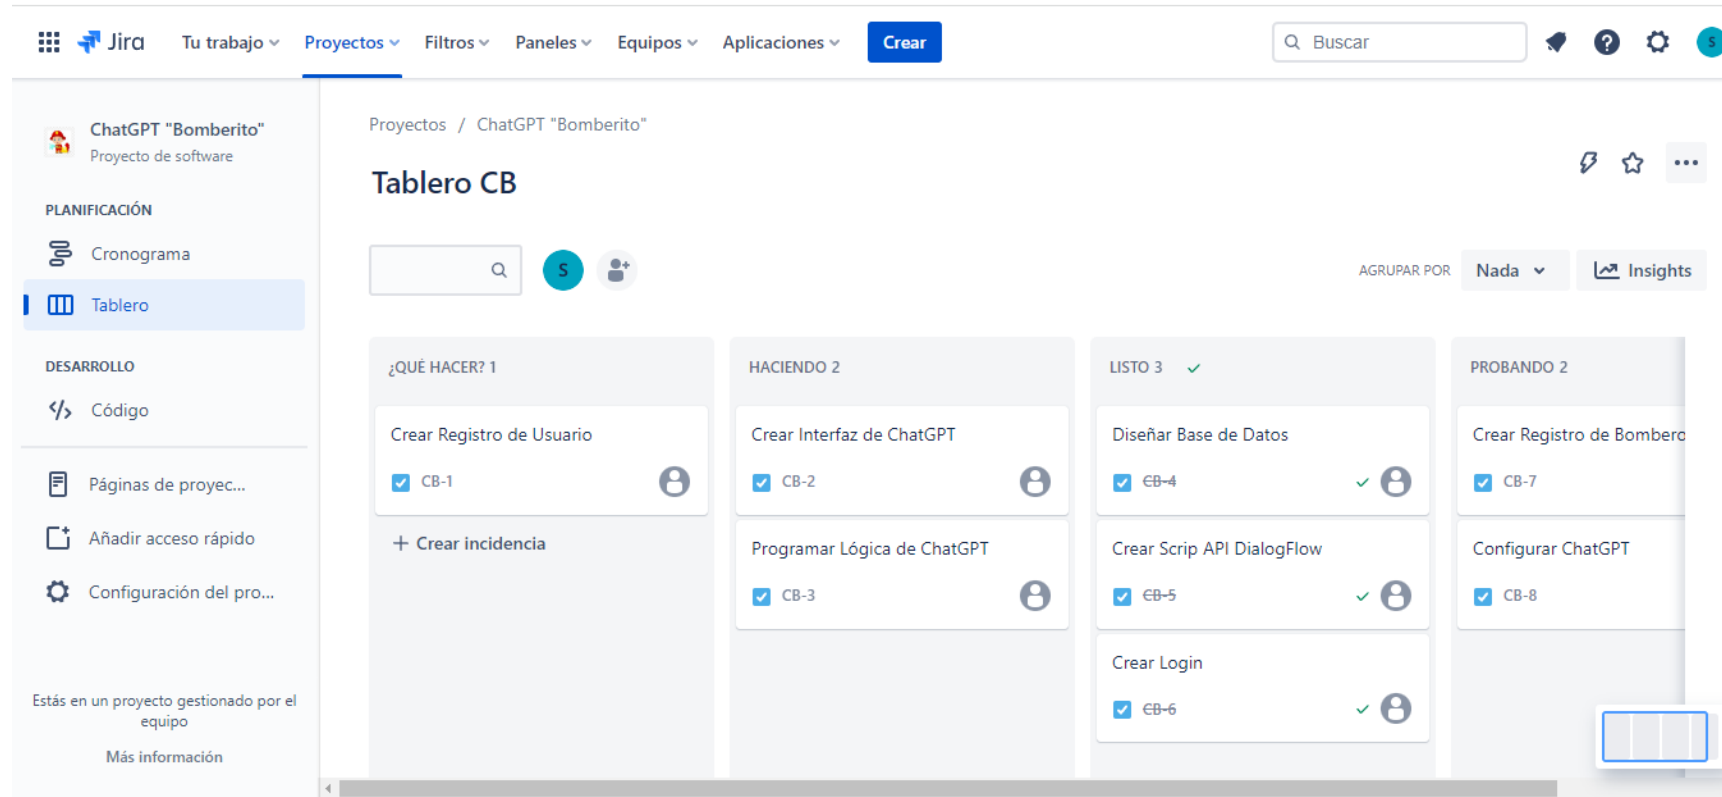 Jira Tu trabajo Proyectos Filtros Paneles Equipos Aplicaciones Crear Buscar S
ChatGPT "Bomberito"
Proyecto de software
PLANIFICACIÓN
Cronograma
Tablero
DESARROLLO
Código
Páginas de proyec...
Añadir acceso rápido
Configuración del pro...
Estás en un proyecto gestionado por el
equipo
Más información
Proyectos / ChatGPT "Bomberito"
Tablero CB
S
AGRUPAR POR Nada Insights
¿QUÉ HACER? 1
Crear Registro de Usuario
CB-1
+ Crear incidencia
HACIENDO 2
Crear Interfaz de ChatGPT
CB-2
Programar Lógica de ChatGPT
CB-3
LISTO 3
Diseñar Base de Datos
CB-4
Crear Scrip API DialogFlow
CB-5
Crear Login
CB-6
PROBANDO 2
Crear Registro de Bombero
CB-7
Configurar ChatGPT
CB-8